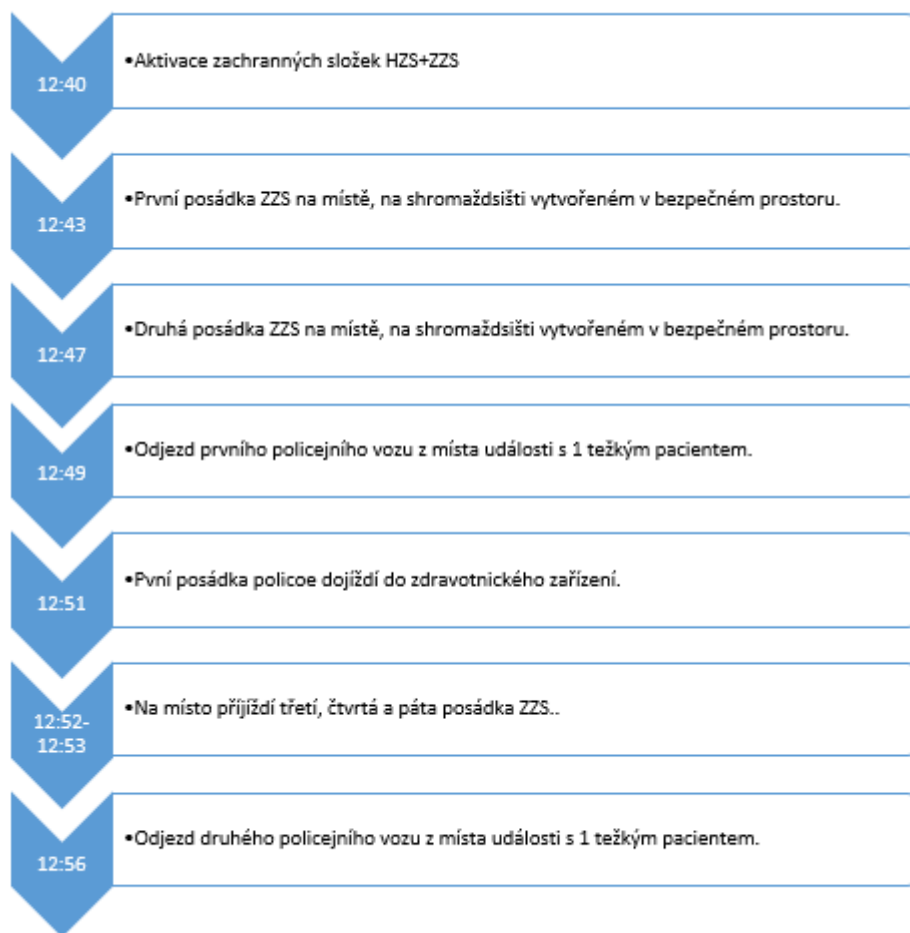 12:40
•Aktivace zachranných složek HZS+ZZS
12:43
•První posádka ZZS na místě, na shromaždsišti vytvořeném v bezpečném prostoru.
12:47
•Druhá posádka ZZS na místě, na shromaždsišti vytvořeném v bezpečném prostoru.
12:49
•Odjezd prvního policejního vozu z místa události s 1 težkým pacientem.
12:51
•Pvní posádka policoe dojíždí do zdravotnického zařízení.
12:52-
12:53
•Na místo příjíždí třetí, čtvrtá a páta posádka ZZS..
12:56
•Odjezd druhého policejního vozu z místa události s 1 težkým pacientem.